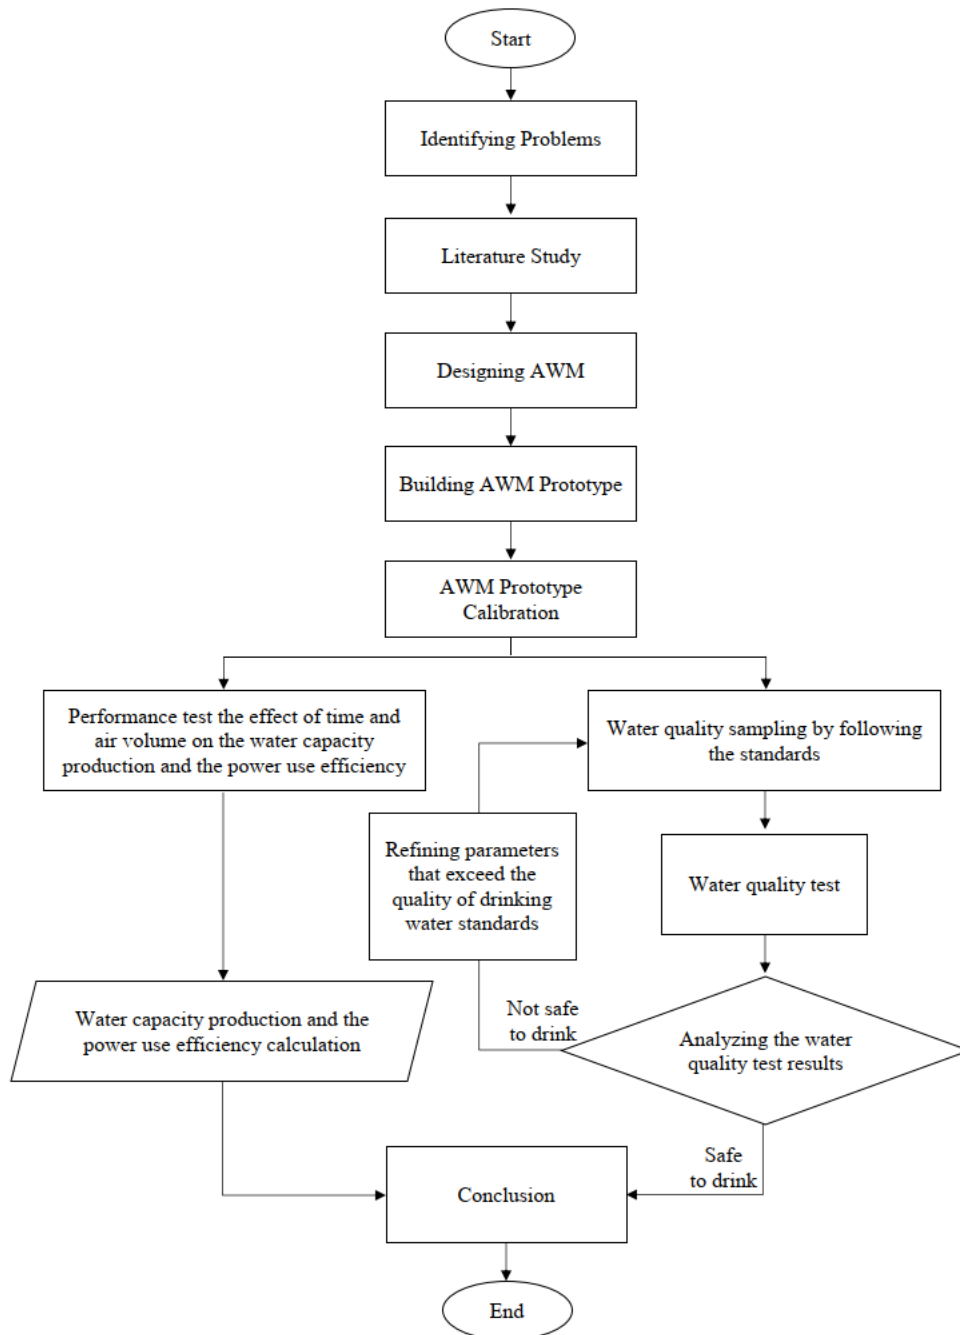 Start
Identifying Problems
Literature Study
Designing AWM
Building AWM Prototype
AWM Prototype
Calibration
Performance test the effect of time and
air volume on the water capacity
production and the power use efficiency
Water quality sampling by following
the standards
Refining parameters
that exceed the
quality of drinking
water standards
Water quality test
Not safe
to drink
Water capacity production and the
power use efficiency calculation
Analyzing the water
quality test results
Safe
to drink
Conclusion
End